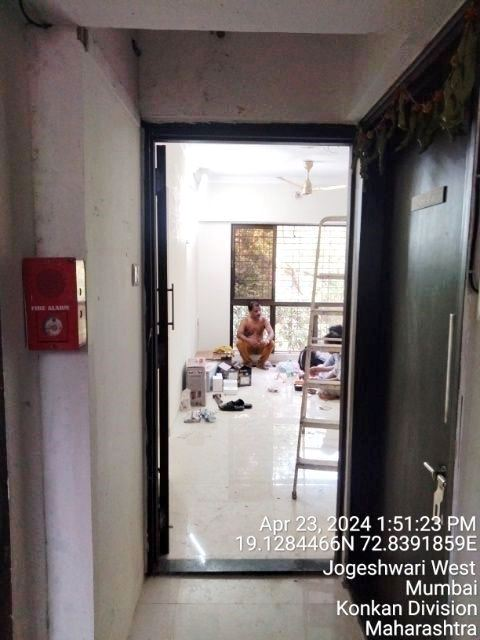 FIRE ALARM
Apr 23, 2024 1:51:23 PM
19.1284466N 72.8391859E
Jogeshwari West
Mumbai
Konkan Division
Maharashtra